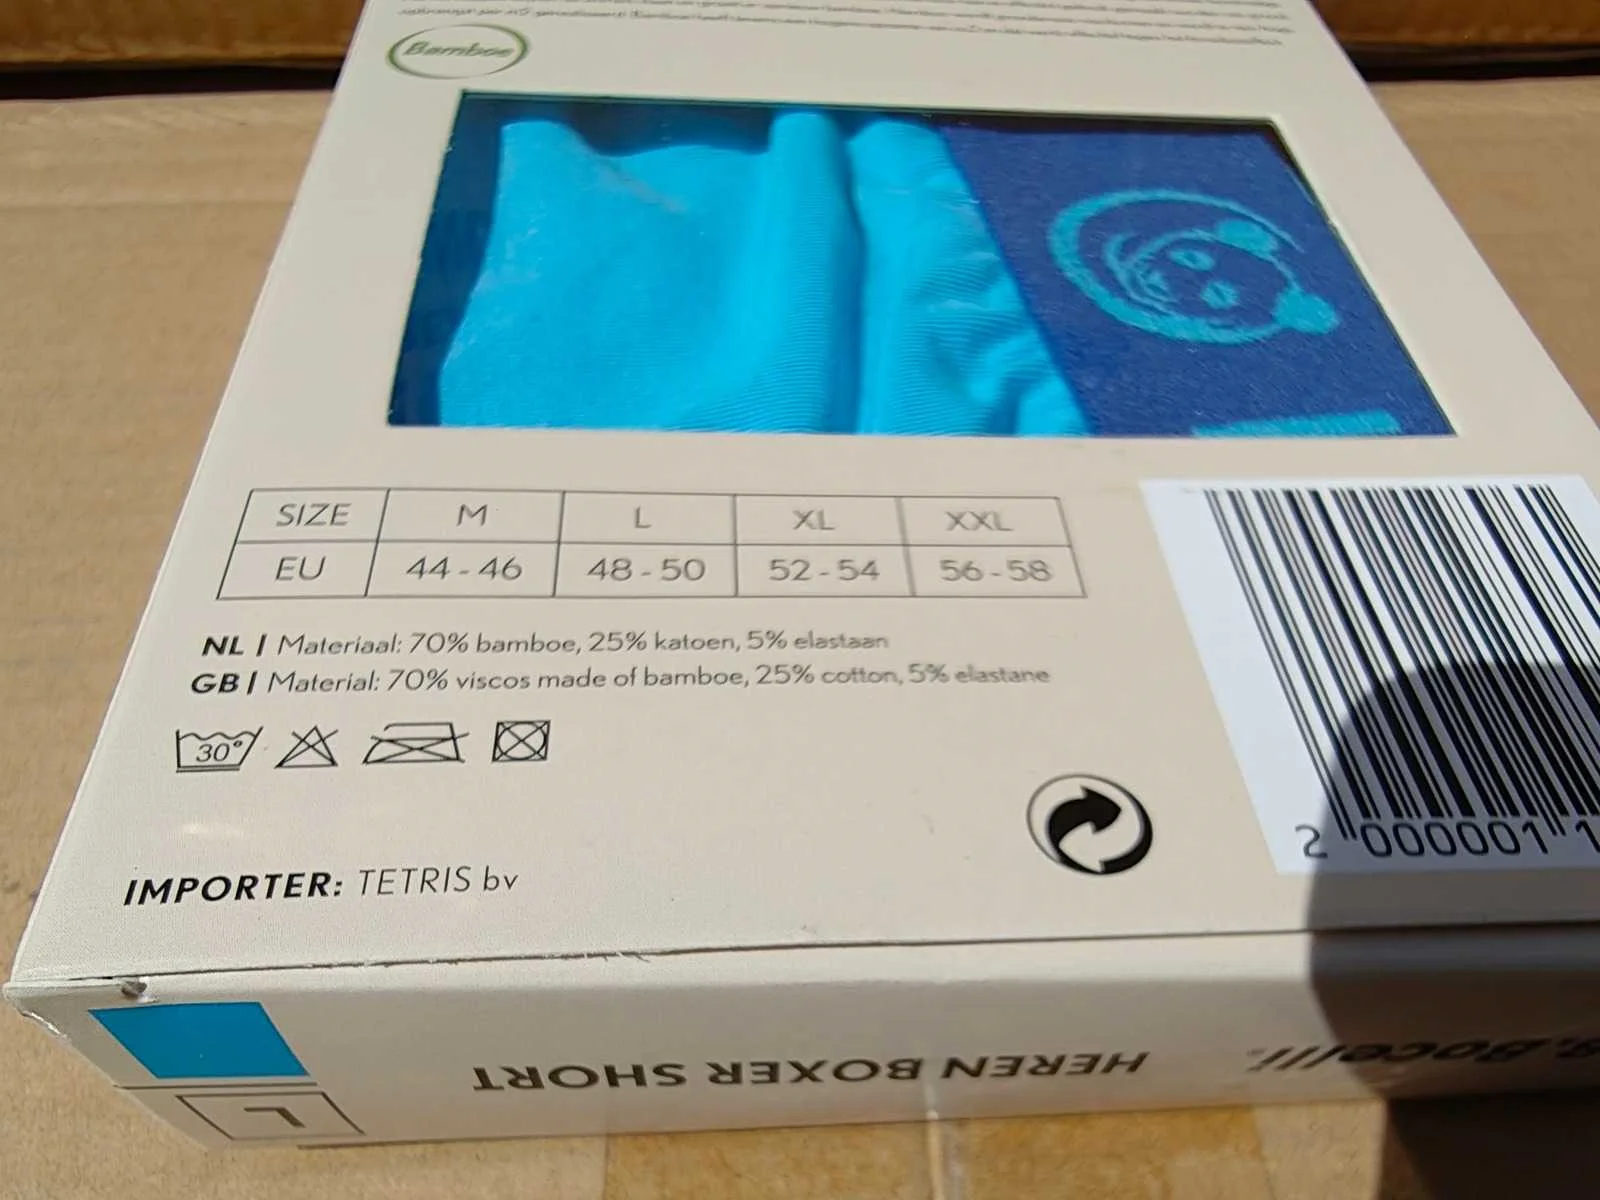 Bamboe
SIZE M L XL XXL
EU 44 - 46 48 - 50 52 - 54 56 - 58
NL | Materiaal: 70% bamboe, 25% katoen, 5% elastaan
GB | Material: 70% viscos made of bamboe, 25% cotton, 5% elastane
30°
2 000001 1
IMPORTER: TETRIS bv
HEREN BOXER SHORT
Bocelli.
L